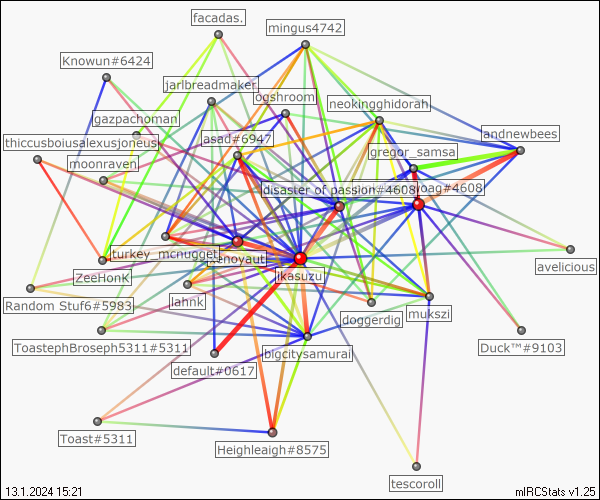 facadas.
mingus4742
Knowun#6424
jarlbreadmaker
ogshroom
neokingghidorah
gazpachoman
andnewbees
thiccusboiusalexusjoneus
asad#6947
gregor_samsa
moonraven
disaster of passion#4608
roag#4608
turkey_mcnugget
avelicious
ZeeHonK
ikasuzu
Random Stuf6#5983
lahnk
doggerdig
mukszi
ToastephBroseph5311#5311
bigcitysamurai
Duck™#9103
default#0617
Toast#5311
Heighleaigh#8575
tescoroll
13.1.2024 15:21
mIRCStats v1.25